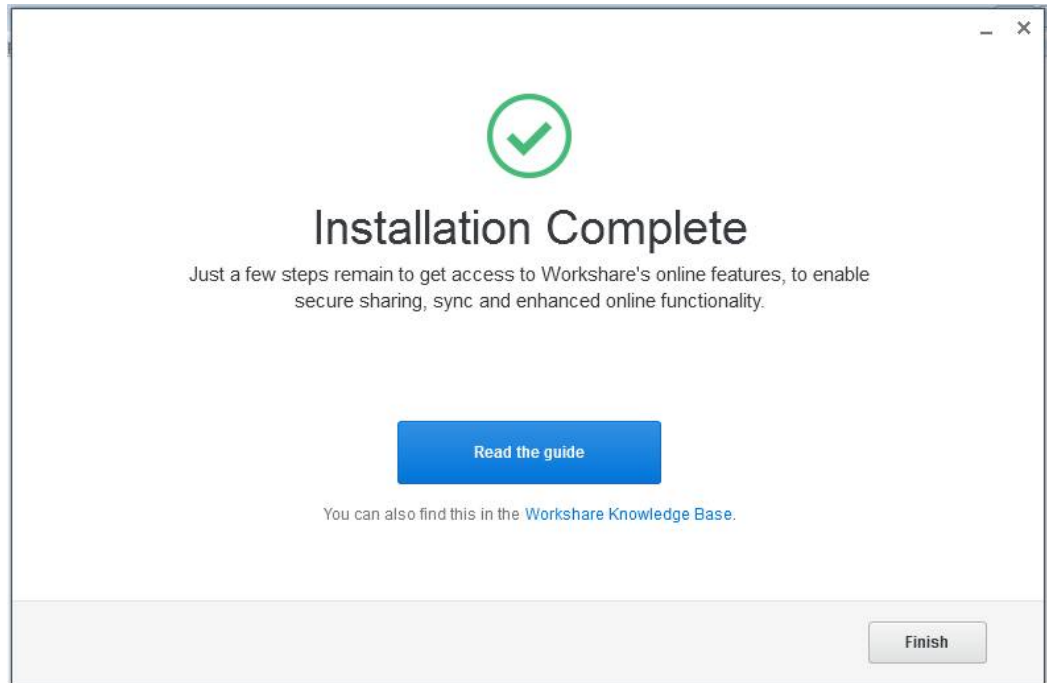 Installation Complete
Just a few steps remain to get access to Workshare's online features, to enable
secure sharing, sync and enhanced online functionality.
Read the guide
You can also find this in the Workshare Knowledge Base.
Finish